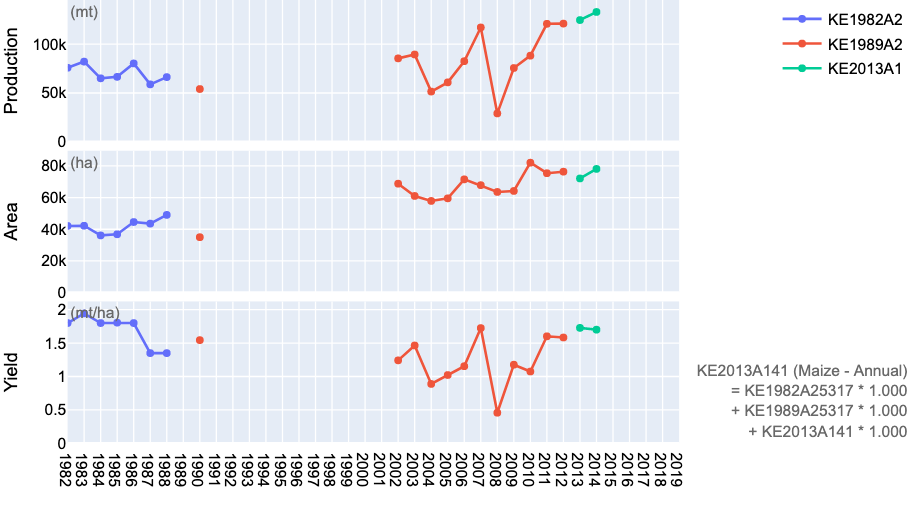 (mt)
Production
100k
50k
0
KE1982A2
KE1989A2
KE2013A1
(ha)
Area
80k
60k
40k
20k
0
(mt/ha)
Yield
2
1.5
1
0.5
0
KE2013A141 (Maize - Annual)
= KE1982A25317 * 1.000
+ KE1989A25317 * 1.000
+ KE2013A141 * 1.000
1982 1983 1984 1985 1986 1987 1988 1989 1990 1991 1992 1993 1994 1995 1996 1997 1998 1999 2000 2001 2002 2003 2004 2005 2006 2007 2008 2009 2010 2011 2012 2013 2014 2015 2016 2017 2018 2019